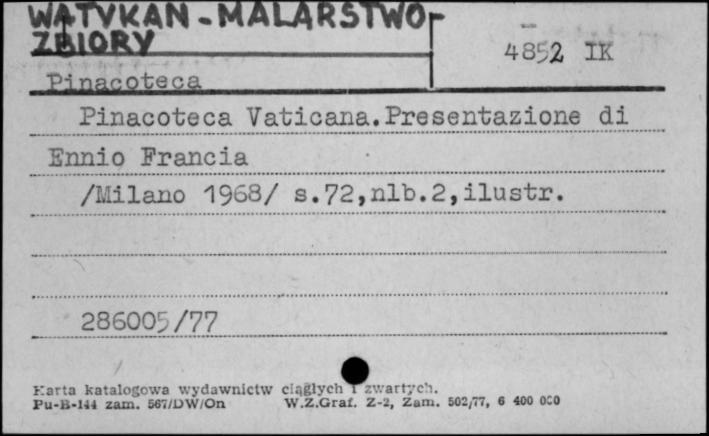 WATYKAN - MALARSTWO -
ZBIORY
4852 IK
Pinacoteca
Pinacoteca Vaticana.Presentazione di
Ennio Francia
/Milano 1968/ s.72,nlb.2,ilustr.
286005/77
Karta katalogowa wydawnictw ciągłych i zwartych.
Pu-B-144 zam. 567/DW/On W.Z.Graf. Z-2, Zam. 502/77, 6 400 000